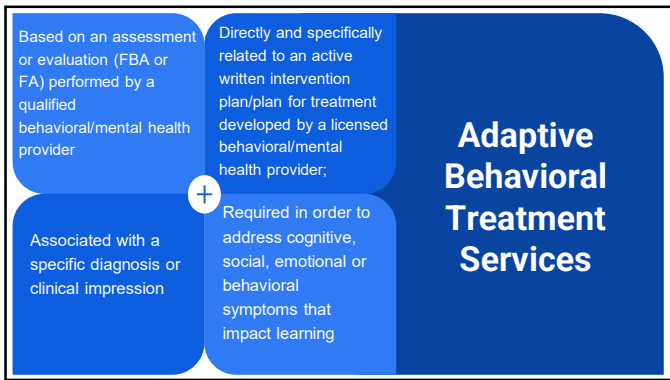 Based on an assessment
or evaluation (FBA or
FA) performed by a
qualified
behavioral/mental health
provider
Directly and specifically
related to an active
written intervention
plan/plan for treatment
developed by a licensed
behavioral/mental
health provider;
Associated with a
specific diagnosis or
clinical impression
Required in order to
address cognitive,
social, emotional or
behavioral
symptoms that
impact learning
Adaptive
Behavioral
Treatment
Services